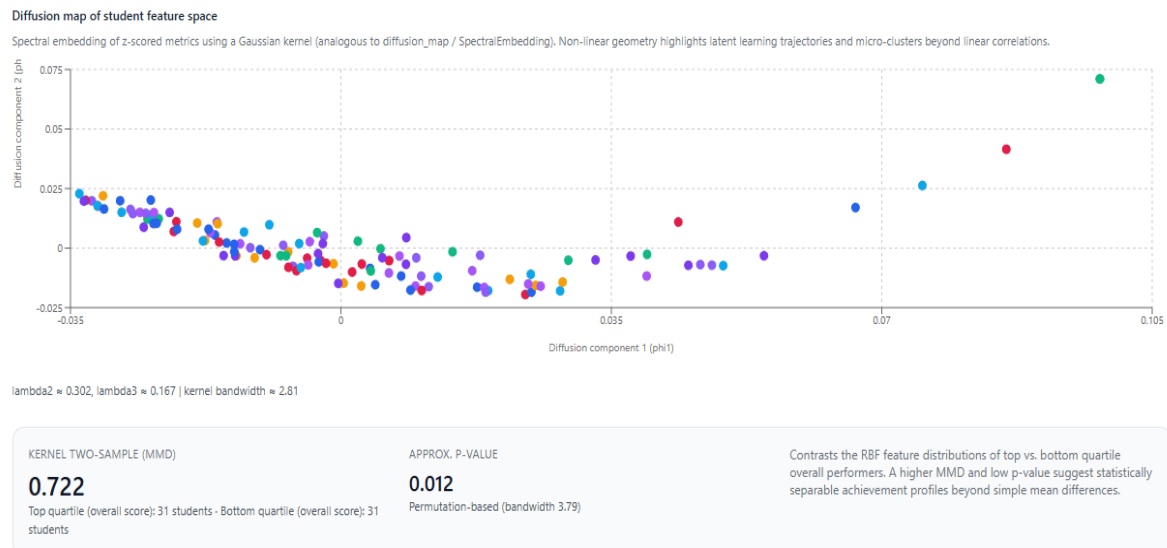 Diffusion map of student feature space
Spectral embedding of z-scored metrics using a Gaussian kernel (analogous to diffusion_map / SpectralEmbedding). Non-linear geometry highlights latent learning trajectories and micro-clusters beyond linear correlations.
Diffusion component 2 (ph
0.075
0.05
0.025
0
-0.025
-0.035
0
0.035
0.07
0.105
Diffusion component 1 (phi1)
lambda2 ≈ 0.302, lambda3 ≈ 0.167 | kernel bandwidth ≈ 2.81
KERNEL TWO-SAMPLE (MMD)
0.722
Top quartile (overall score): 31 students · Bottom quartile (overall score): 31
students
APPROX. P-VALUE
0.012
Permutation-based (bandwidth 3.79)
Contrasts the RBF feature distributions of top vs. bottom quartile
overall performers. A higher MMD and low p-value suggest statistically
separable achievement profiles beyond simple mean differences.